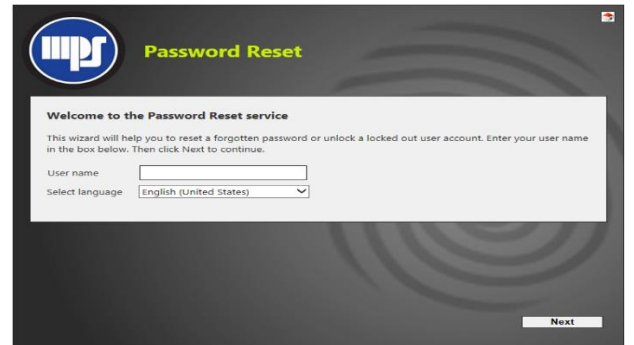 mps
Password Reset
Welcome to the Password Reset service
This wizard will help you to reset a forgotten password or unlock a locked out user account. Enter your user name
in the box below. Then click Next to continue.
User name
Select language English (United States)
Next